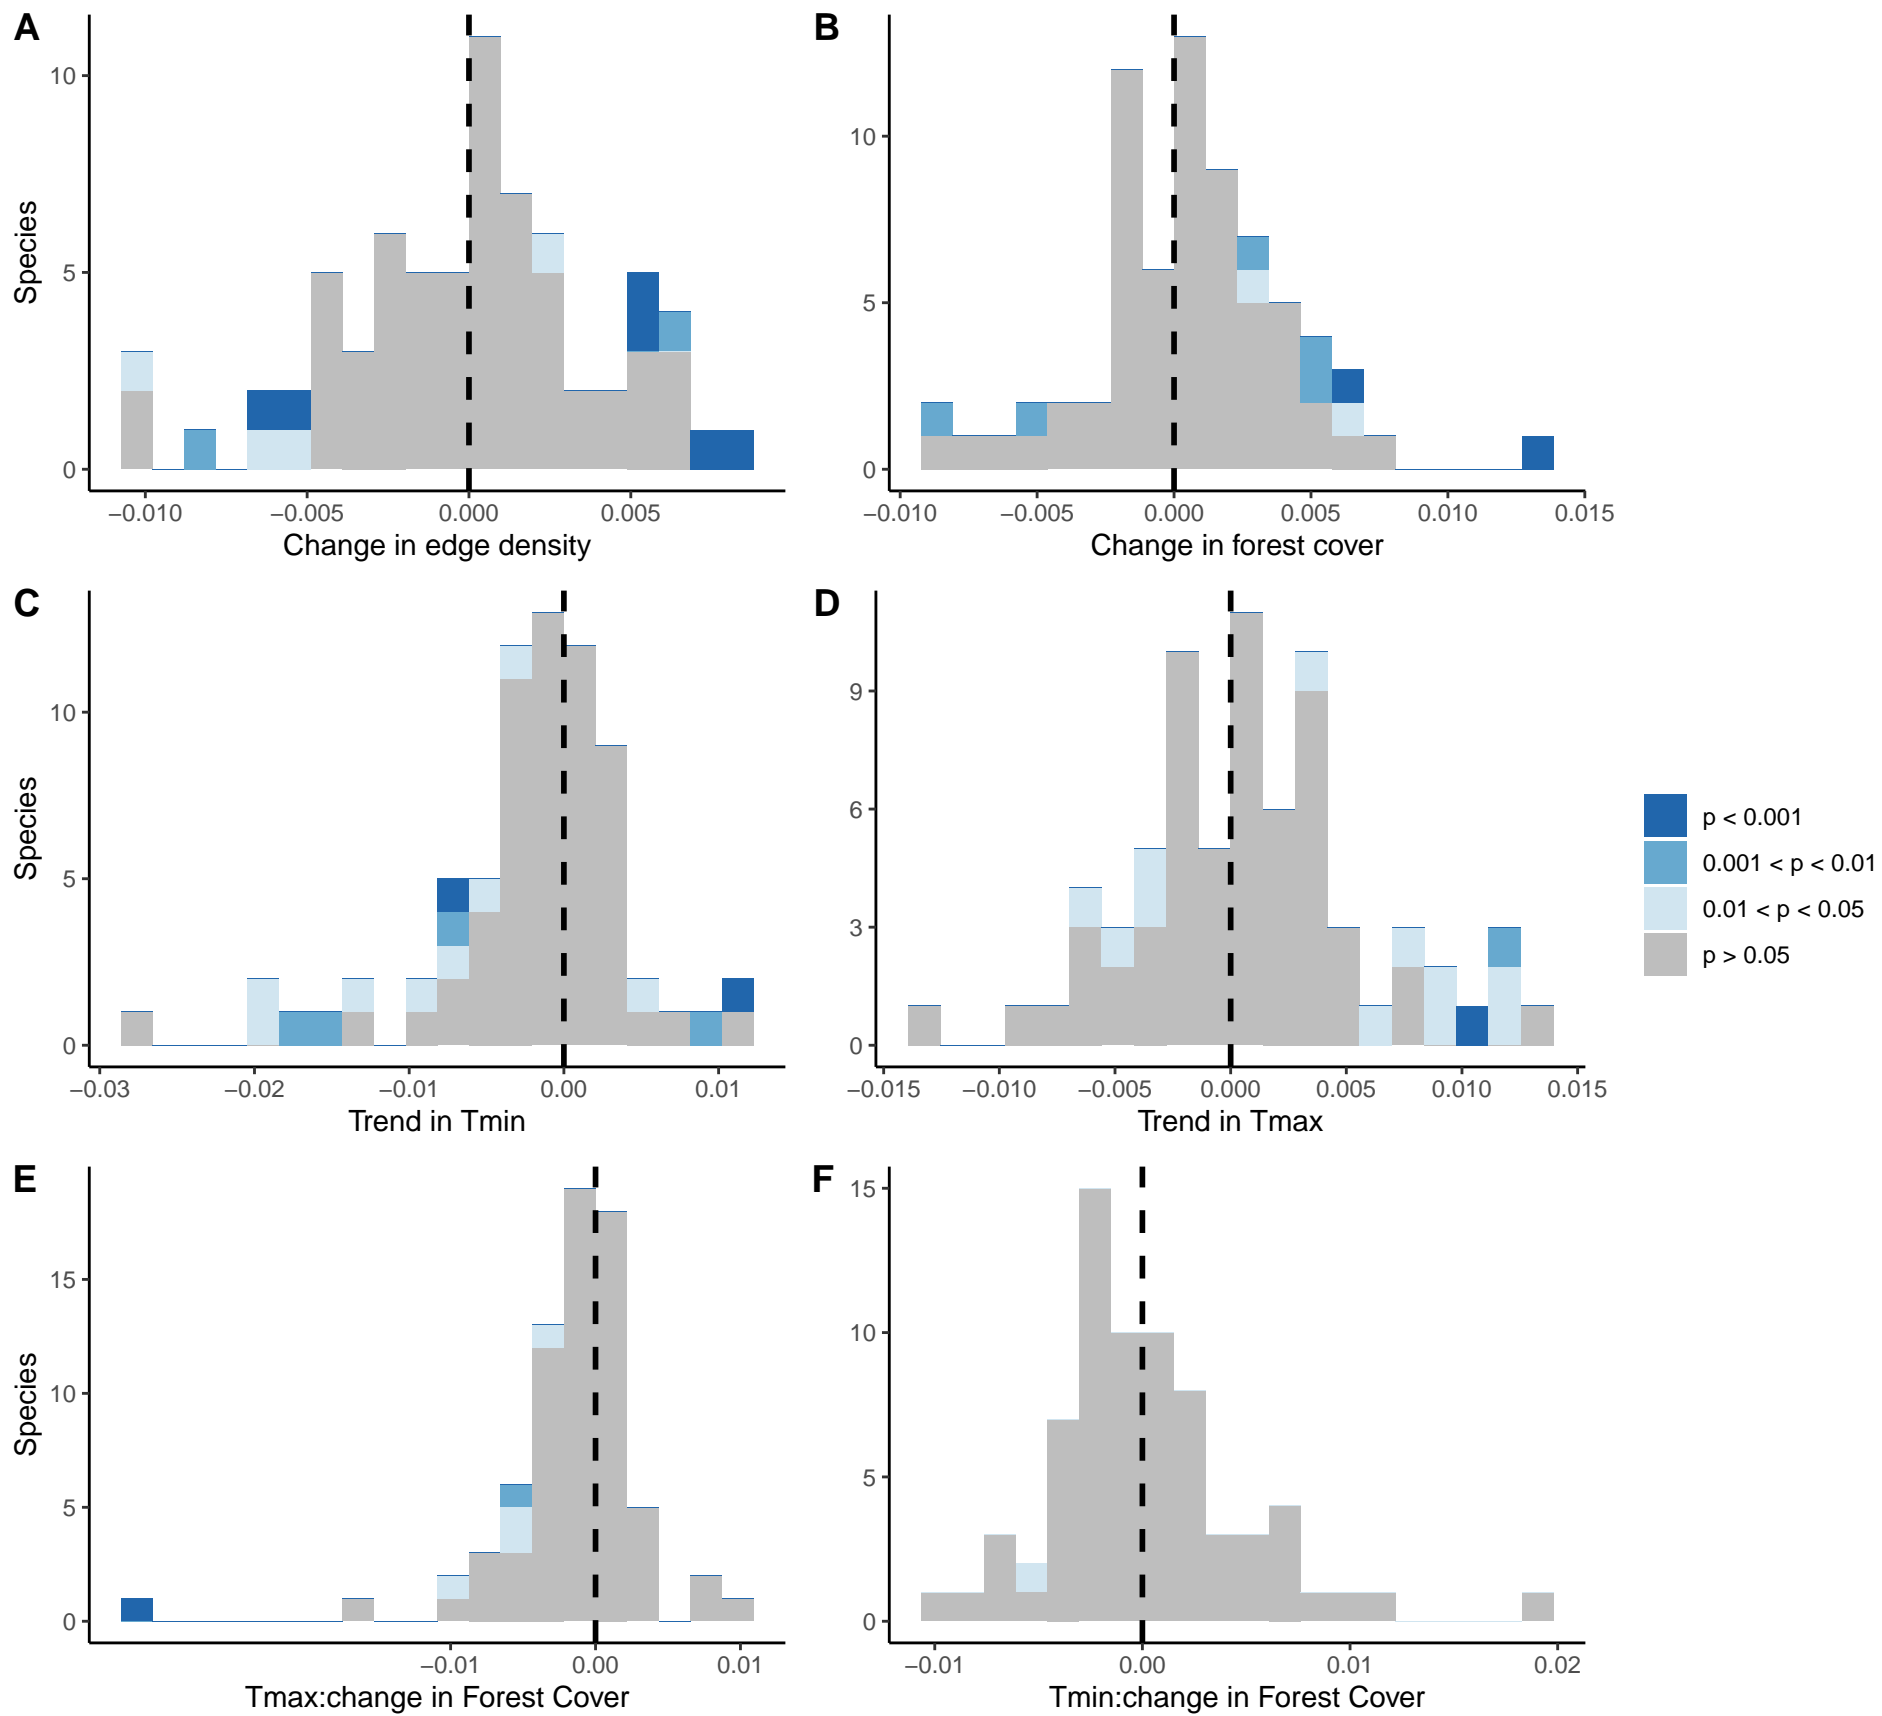 A
B
Species
10
5
0
−0.010 −0.005 0.000 0.005
Change in edge density
10
5
0
−0.010 −0.005 0.000 0.005 0.010 0.015
Change in forest cover
C
D
Species
10
5
0
−0.03 −0.02 −0.01 0.00 0.01
Trend in Tmin
9
6
3
0
−0.015 −0.010 −0.005 0.000 0.005 0.010 0.015
Trend in Tmax
p < 0.001
0.001 < p < 0.01
0.01 < p < 0.05
p > 0.05
E
F
Species
15
10
5
0
−0.01 0.00 0.01
Tmax:change in Forest Cover
15
10
5
0
−0.01 0.00 0.01 0.02
Tmin:change in Forest Cover